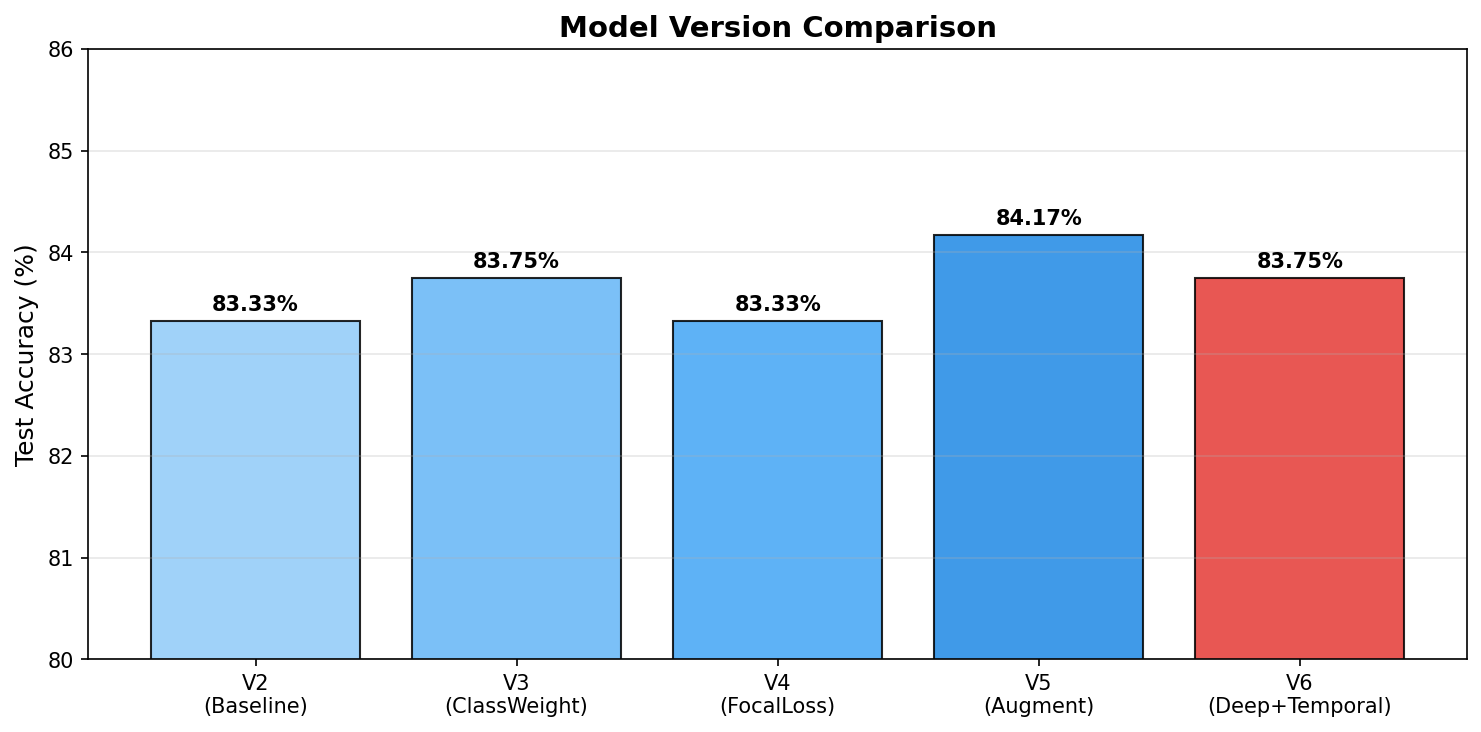 Model Version Comparison
Test Accuracy (%)
86
85
84
83
82
81
80
83.33%
83.75%
83.33%
84.17%
83.75%
V2
(Baseline)
V3
(ClassWeight)
V4
(FocalLoss)
V5
(Augment)
V6
(Deep+Temporal)